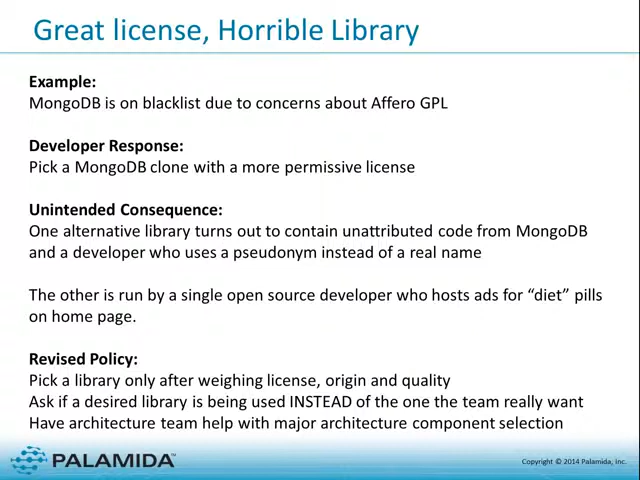 Great license, Horrible Library
Example:
MongoDB is on blacklist due to concerns about Affero GPL
Developer Response:
Pick a MongoDB clone with a more permissive license
Unintended Consequence:
One alternative library turns out to contain unattributed code from MongoDB
and a developer who uses a pseudonym instead of a real name
The other is run by a single open source developer who hosts ads for “diet” pills
on home page.
Revised Policy:
Pick a library only after weighing license, origin and quality
Ask if a desired library is being used INSTEAD of the one the team really want
Have architecture team help with major architecture component selection
PALAMIDA™
Copyright © 2014 Palamida, Inc.